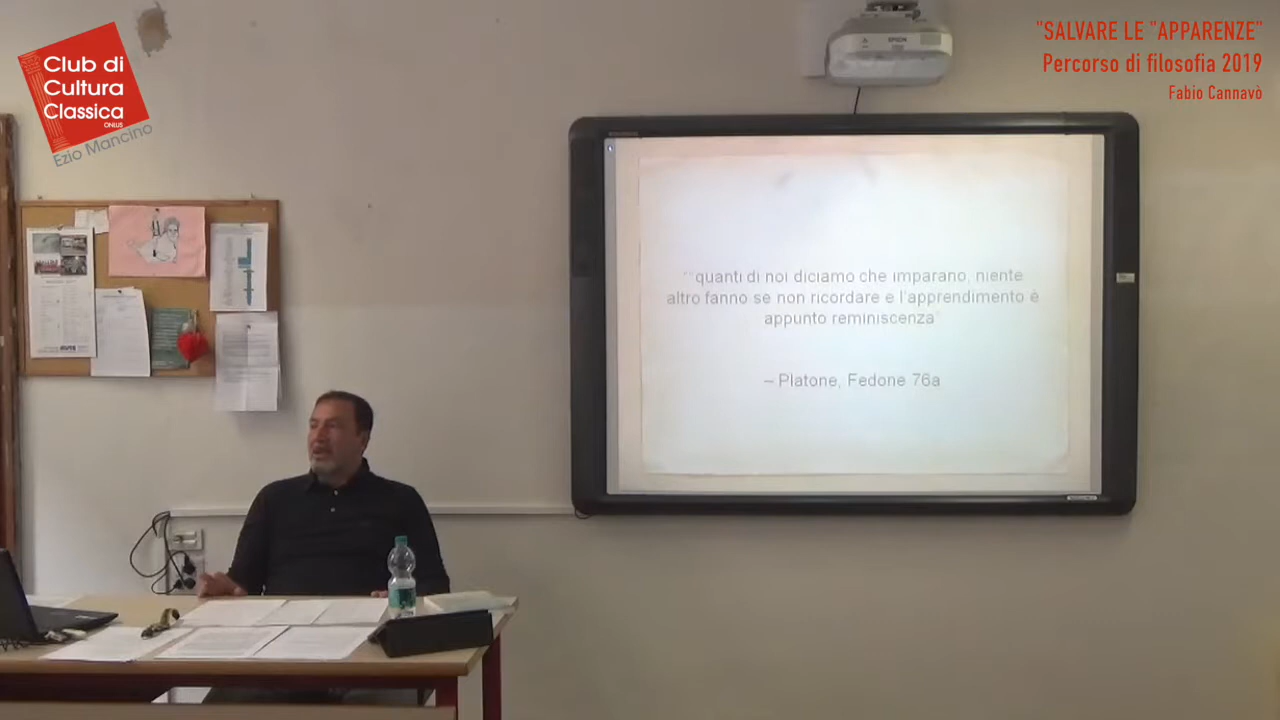 Club di
Cultura
Classica
ONLUS
Ezio Mancino
"SALVARE LE "APPARENZE"
Percorso di filosofia 2019
Fabio Cannavò
EPSON
"quanti di noi diciamo che imparano, niente
altro fanno se non ricordare e l'apprendimento è
appunto reminiscenza"
– Platone, Fedone 76a